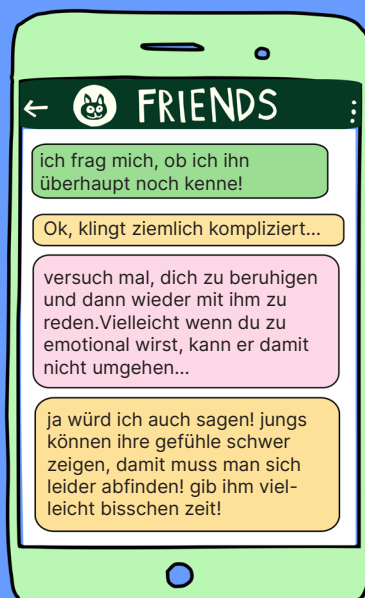 FRIENDS
ich frag mich, ob ich ihn
überhaupt noch kenne!
Ok, klingt ziemlich kompliziert...
versuch mal, dich zu beruhigen
und dann wieder mit ihm zu
reden.Vielleicht wenn du zu
emotional wirst, kann er damit
nicht umgehen...
ja würd ich auch sagen! jungs
können ihre gefühle schwer
zeigen, damit muss man sich
leider abfinden! gib ihm viel-
leicht bisschen zeit!